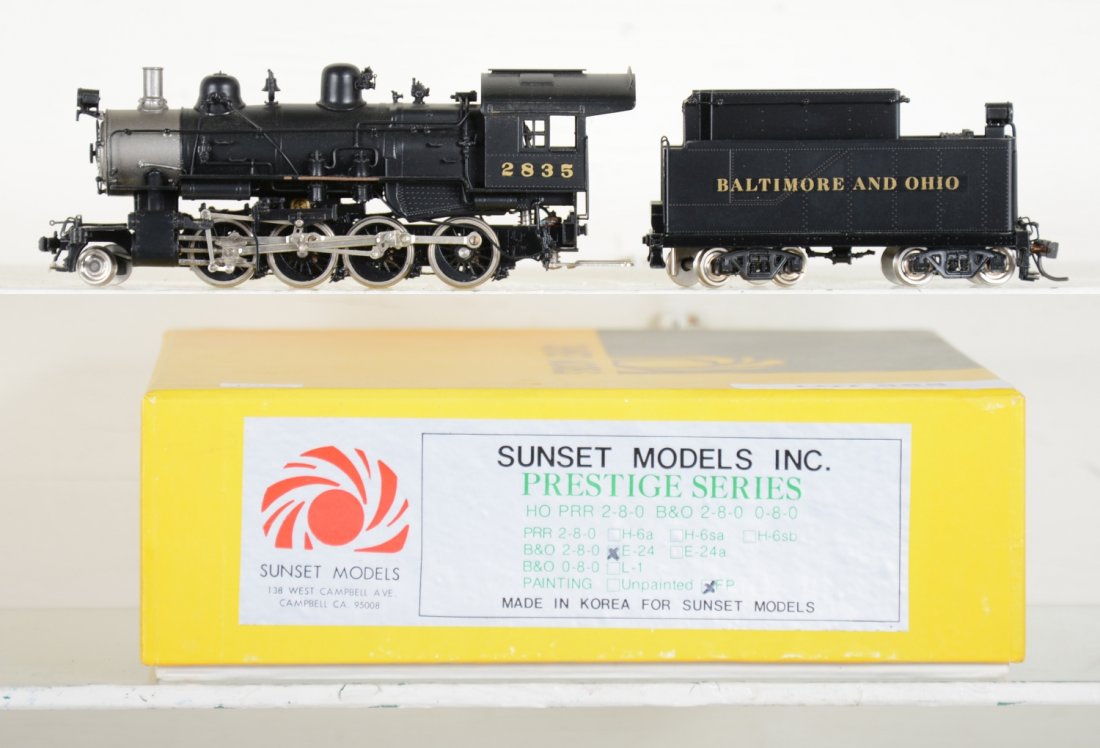 2835
BALTIMORE AND OHIO
SUNSET MODELS INC.
PRESTIGE SERIES
HO PRR 2-8-0 B&O 2-8-0 0-8-0
PRR 2-8-0 H-6a H-6sa H-6sb
B&O 2-8-0 E-24 E-24a
B&O 0-8-0 L-1
PAINTING Unpainted FP
MADE IN KOREA FOR SUNSET MODELS
SUNSET MODELS
138 WEST CAMPBELL AVE.
CAMPBELL CA. 95008